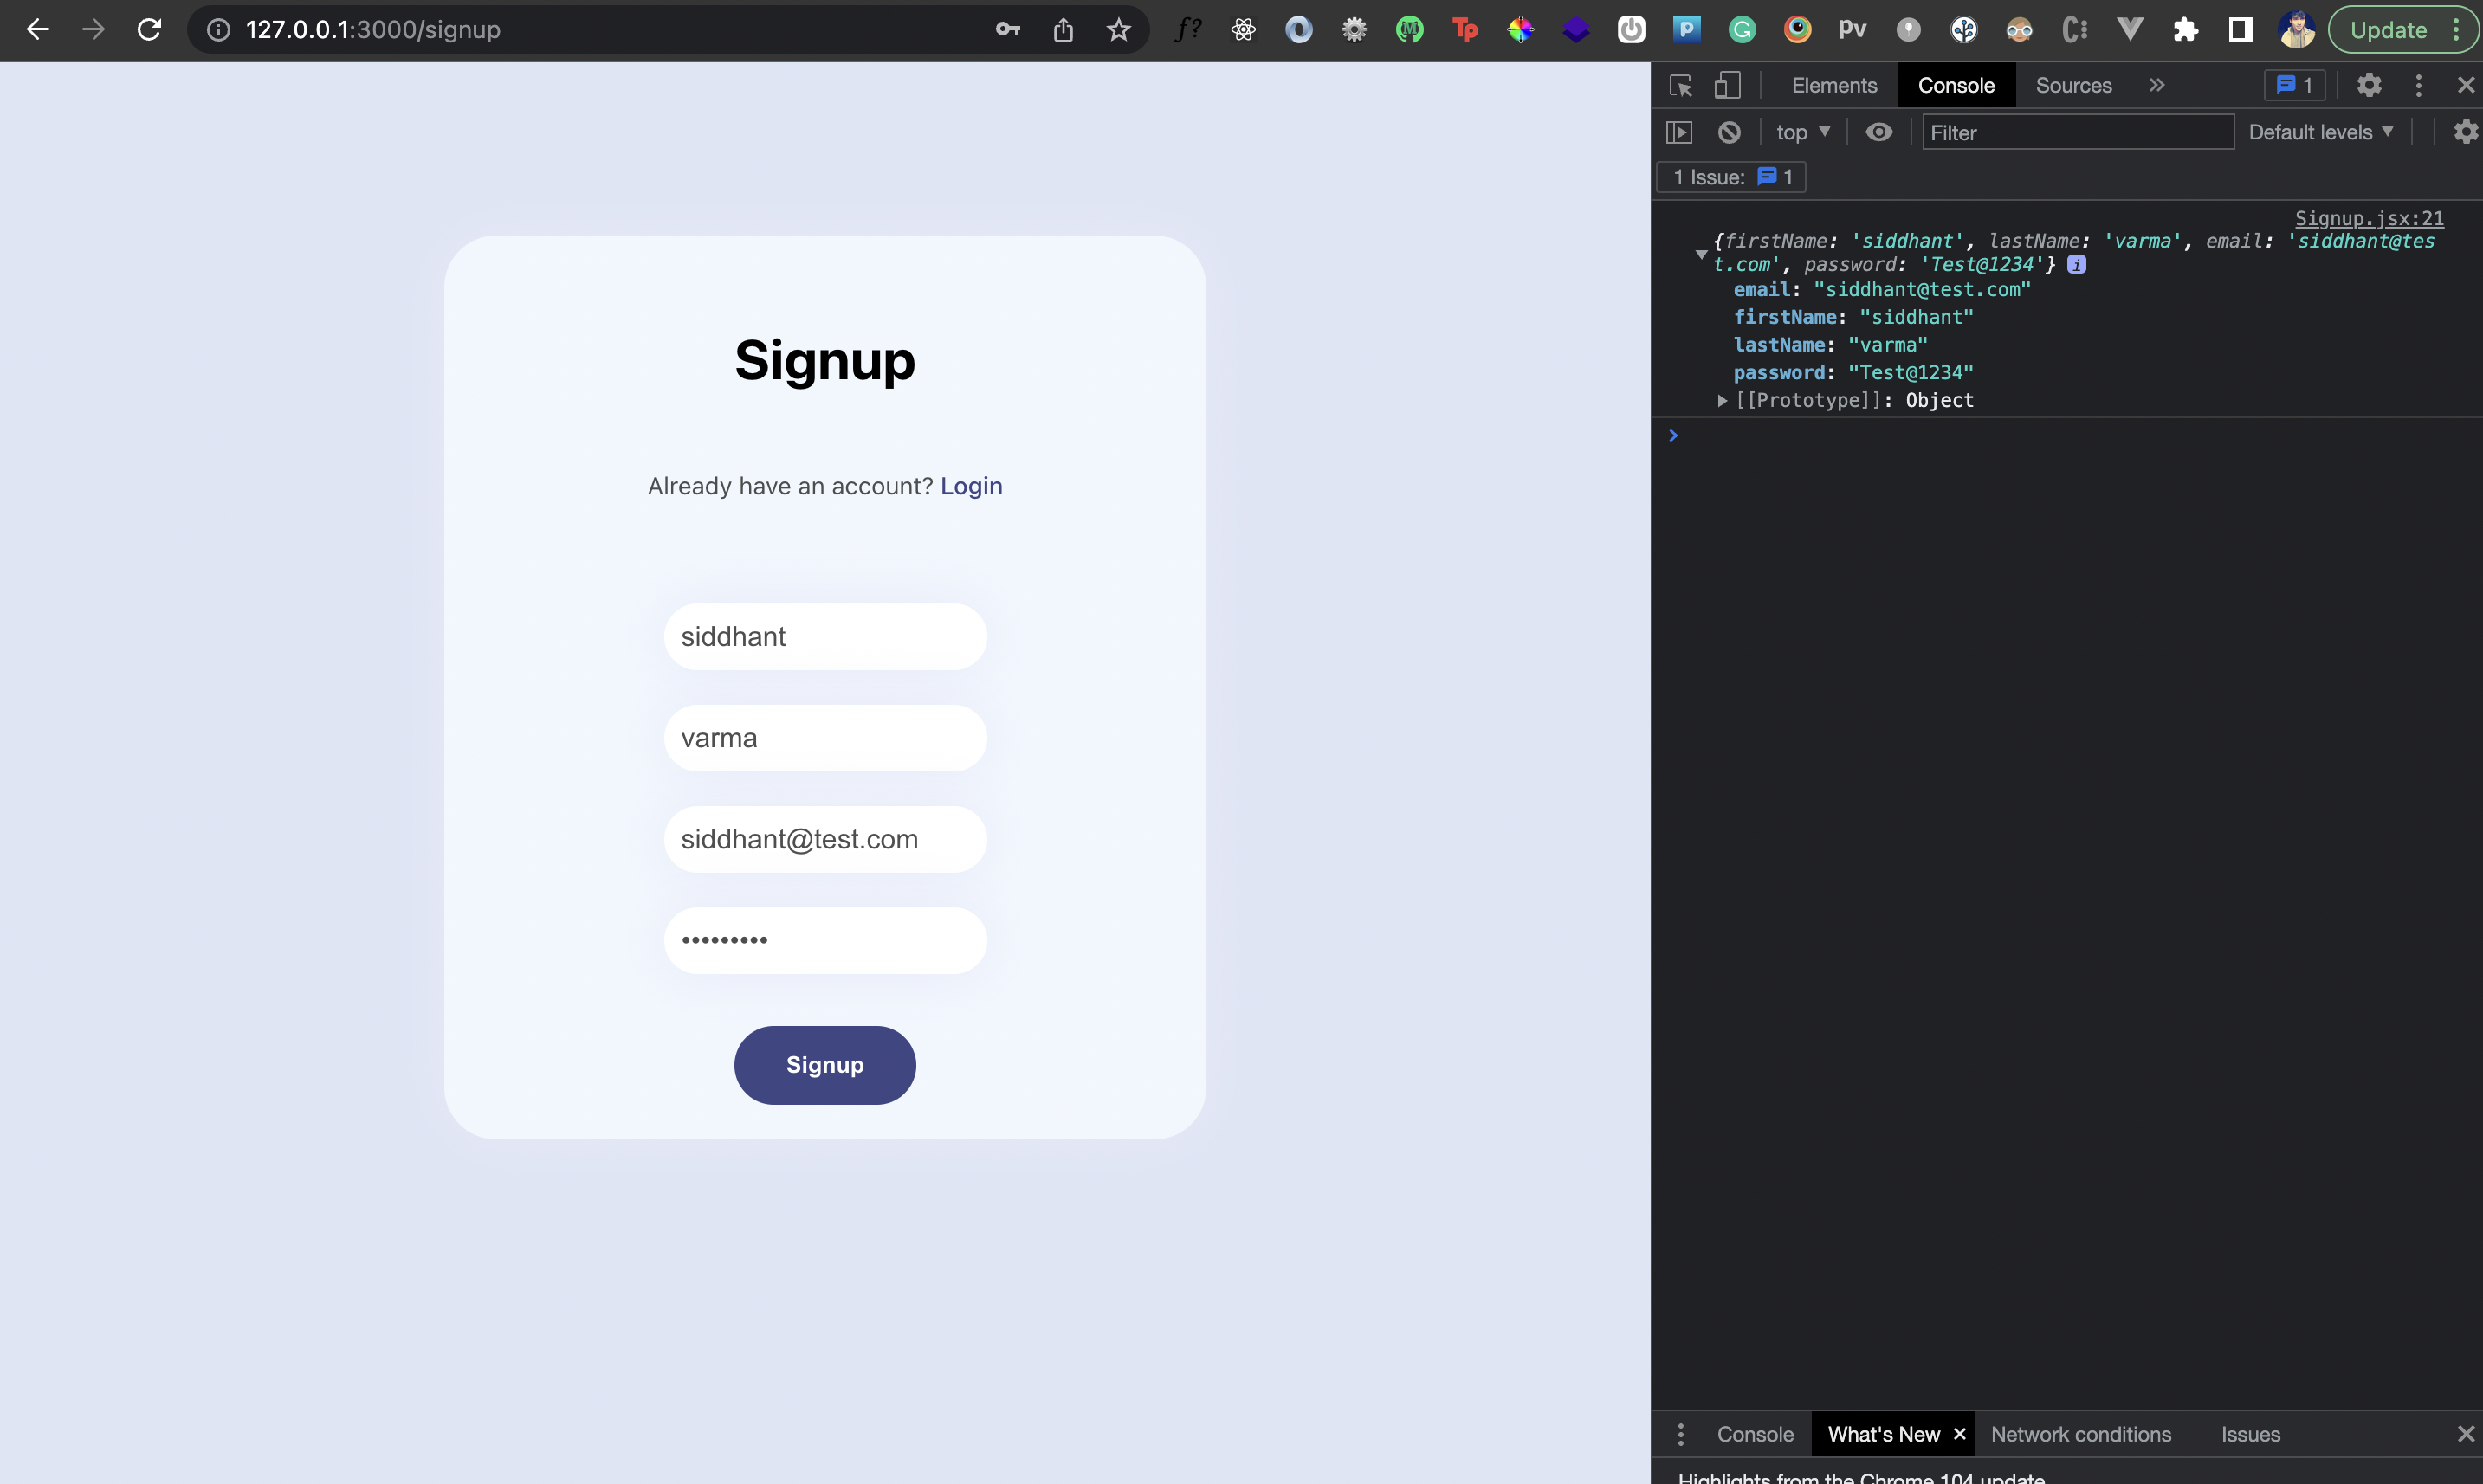 127.0.0.1:3000/signup
f?
Tp
P
G
pv
Update
Elements
Console
Sources
1
top
Filter
Default levels
1 Issue: 1
Signup.jsx:21
{firstName: 'siddhant', lastName: 'varma', email: 'siddhant@tes
t.com', password: 'Test@1234'} i
email: "siddhant@test.com"
firstName: "siddhant"
lastName: "varma"
password: "Test@1234"
[[Prototype]]: Object
Signup
Already have an account? Login
siddhant
varma
siddhant@test.com
•••••••••
Signup
Console
What's New
Network conditions
Issues
Highlights from the Chrome 104 update